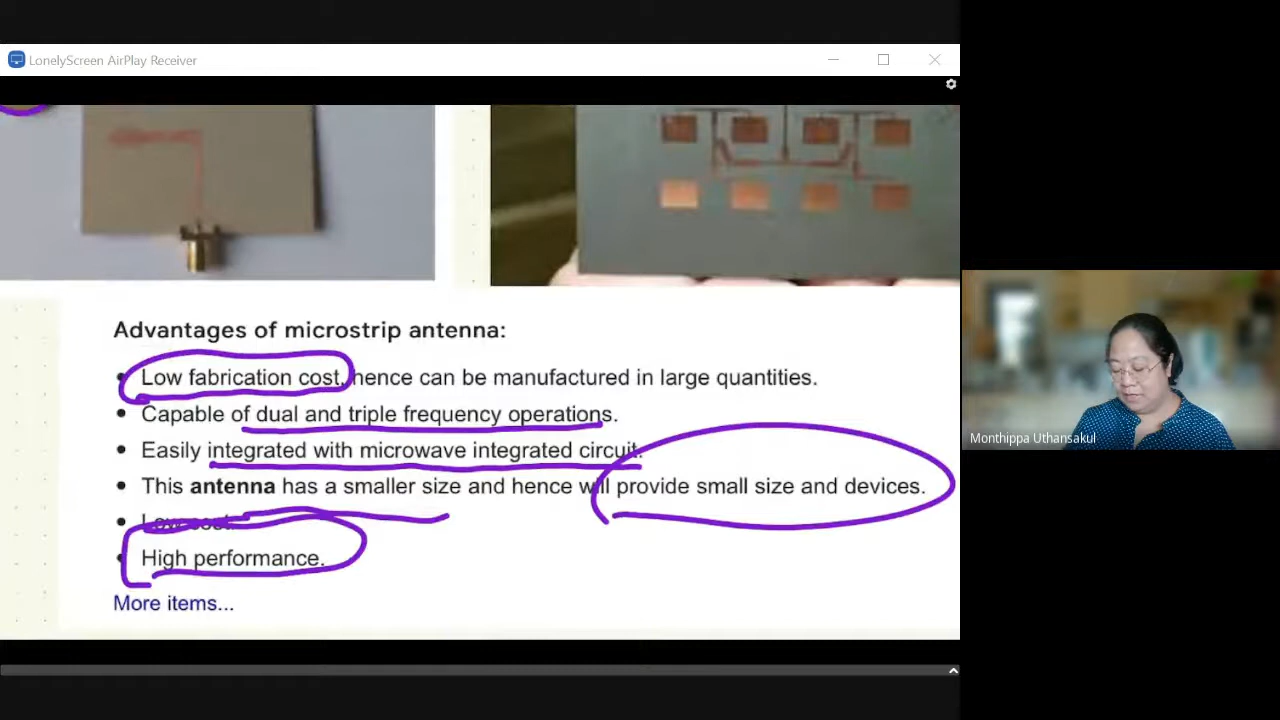 LonelyScreen AirPlay Receiver
Advantages of microstrip antenna:
• Low fabrication cost, hence can be manufactured in large quantities.
• Capable of dual and triple frequency operations.
• Easily integrated with microwave integrated circuit.
• This antenna has a smaller size and hence will provide small size and devices.
• Low cost.
• High performance.
More items...
Monthippa Uthansakul